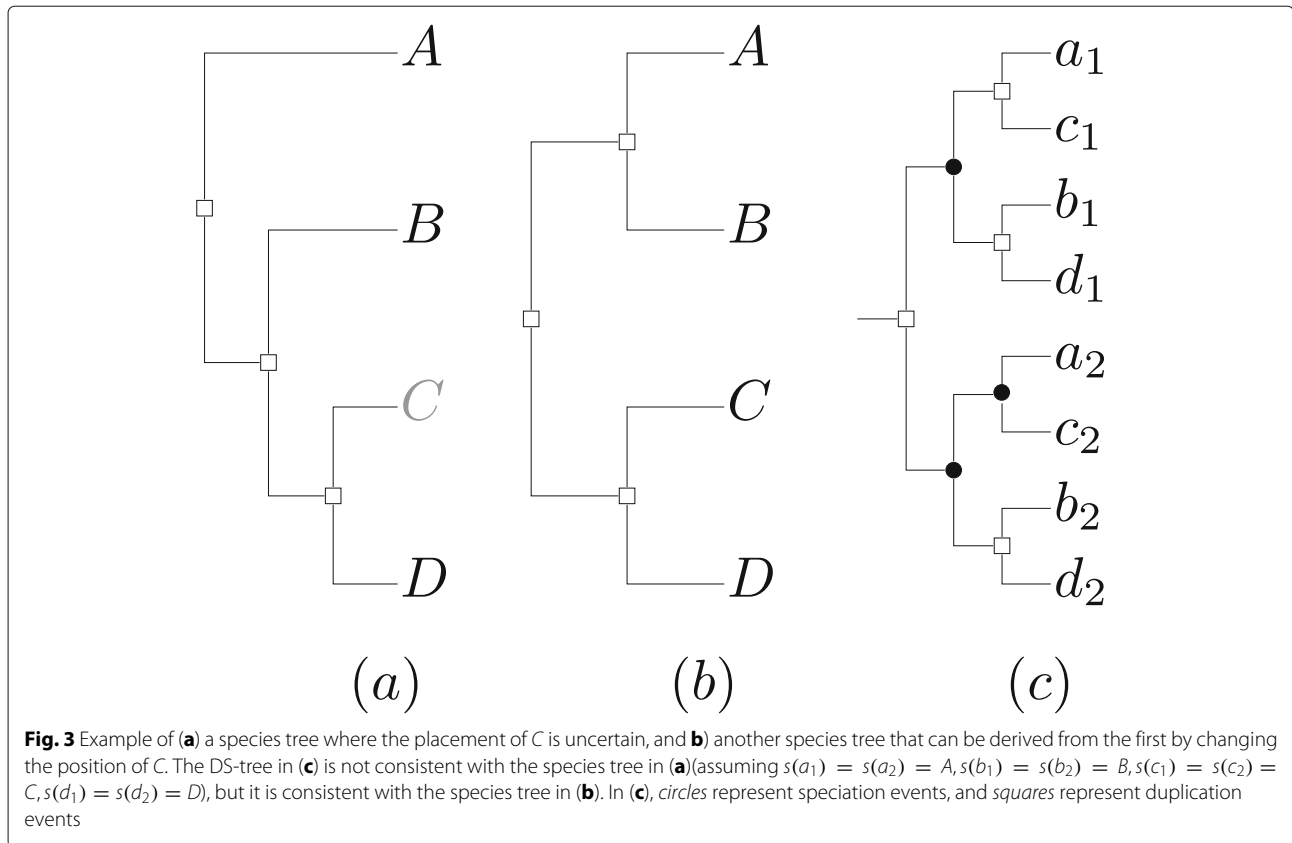 A
B
C
D
(a)
A
B
C
D
(b)
a₁
c₁
b₁
d₁
a₂
c₂
b₂
d₂
(c)
Fig. 3 Example of (a) a species tree where the placement of C is uncertain, and b) another species tree that can be derived from the first by changing
the position of C. The DS-tree in (c) is not consistent with the species tree in (a)(assuming s(a₁) = s(a₂) = A, s(b₁) = s(b₂) = B, s(c₁) = s(c₂) =
C, s(d₁) = s(d₂) = D), but it is consistent with the species tree in (b). In (c), circles represent speciation events, and squares represent duplication
events